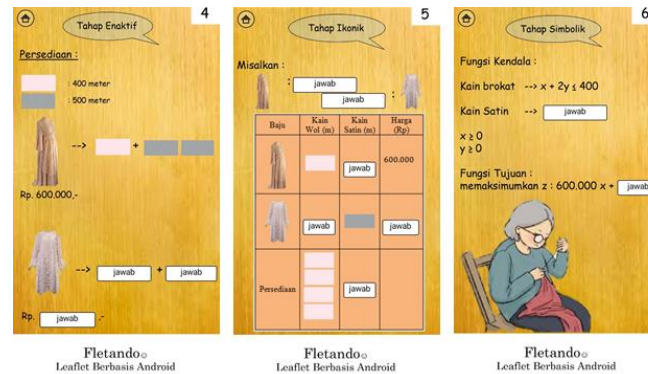 4
Tahap Enaktif
Persediaan :
: 400 meter
: 500 meter
--> +
Rp. 600.000,-
--> jawab + jawab
Rp. jawab ,-
Fletando☺
Leaflet Berbasis Android
5
Tahap Ikonik
Misalkan :
: jawab
jawab :
Baju Kain Wol (m) Kain Satin (m) Harga (Rp)
jawab 600.000
jawab jawab
Persediaan jawab
Fletando☺
Leaflet Berbasis Android
6
Tahap Simbolik
Fungsi Kendala :
Kain brokat --> x + 2y ≤ 400
Kain Satin --> jawab
x ≥ 0
y ≥ 0
Fungsi Tujuan :
memaksimumkan z : 600.000 x + jawab
Fletando☺
Leaflet Berbasis Android